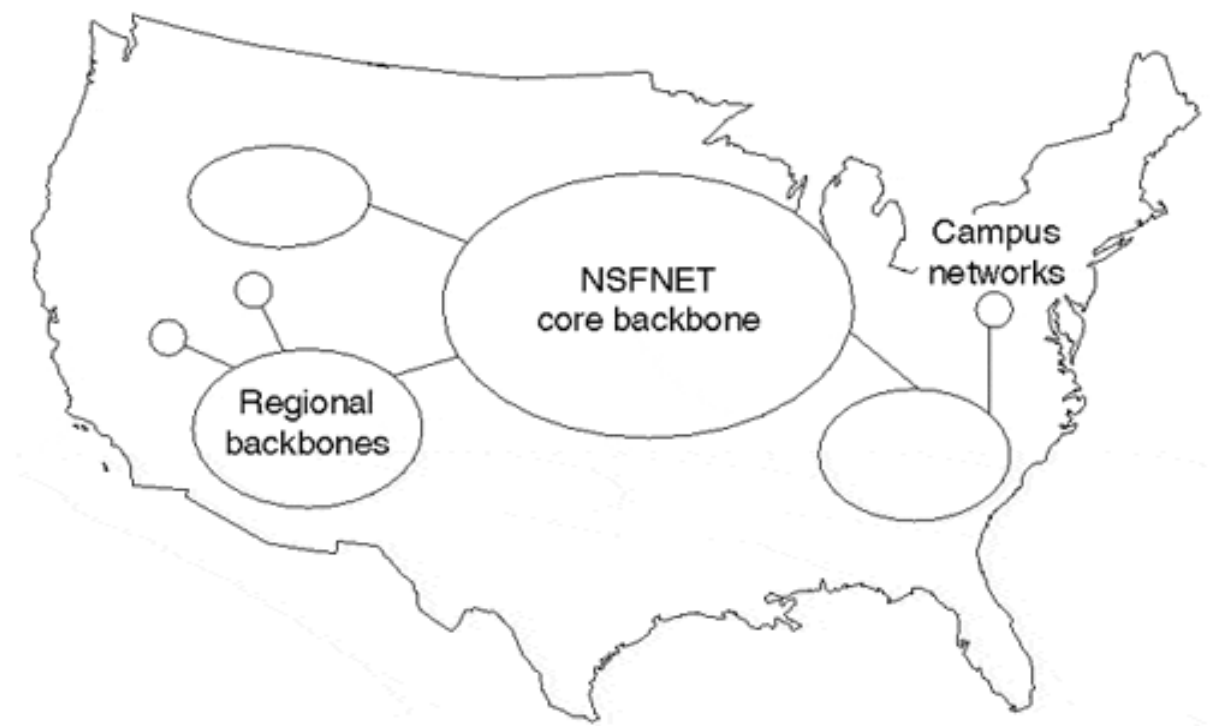 NSFNET
core backbone
Campus
networks
Regional
backbones